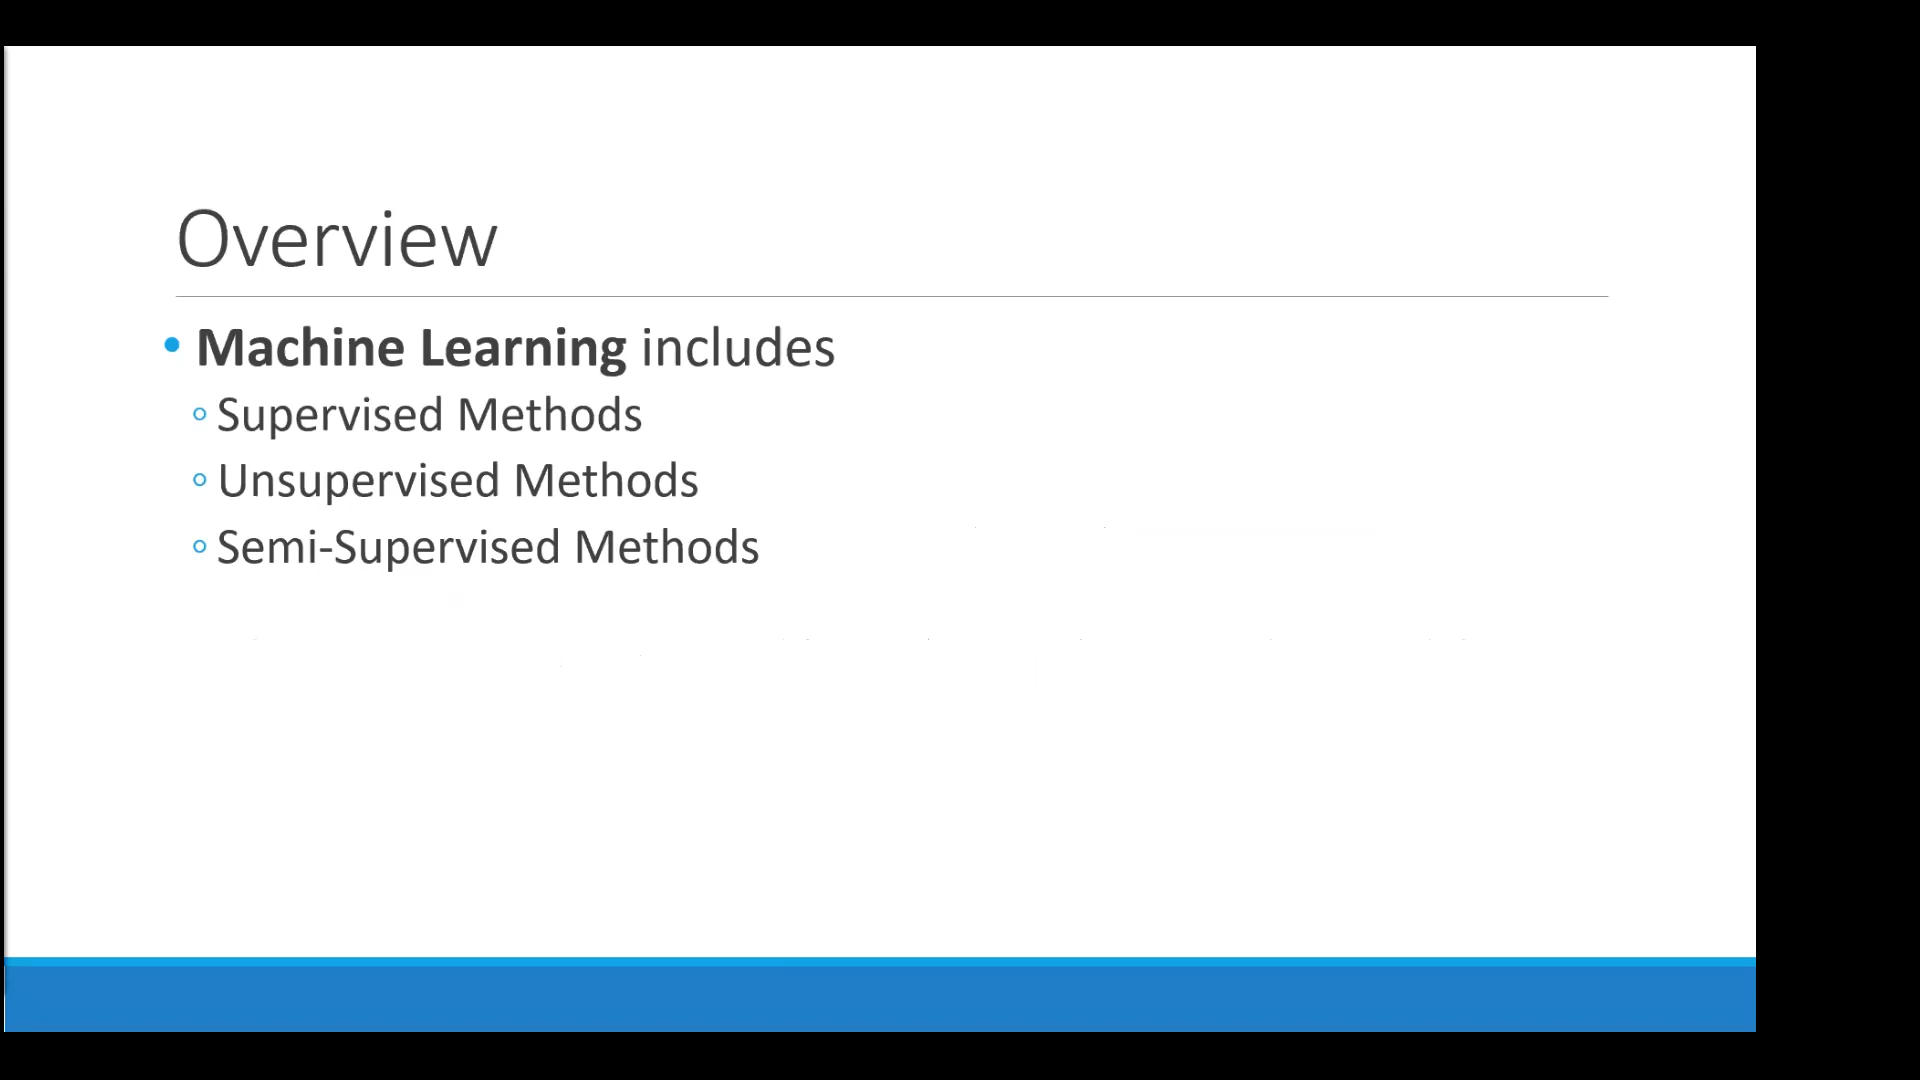 Overview
• Machine Learning includes
◦ Supervised Methods
◦ Unsupervised Methods
◦ Semi-Supervised Methods